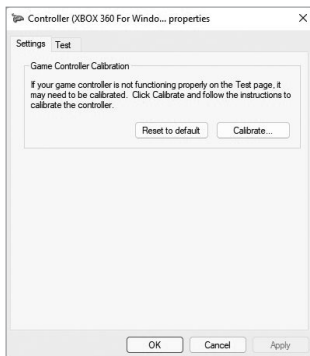 Controller (XBOX 360 For Windo... properties
Settings Test
Game Controller Calibration
If your game controller is not functioning properly on the Test page, it
may need to be calibrated. Click Calibrate and follow the instructions to
calibrate the controller.
Reset to default Calibrate...
OK Cancel Apply